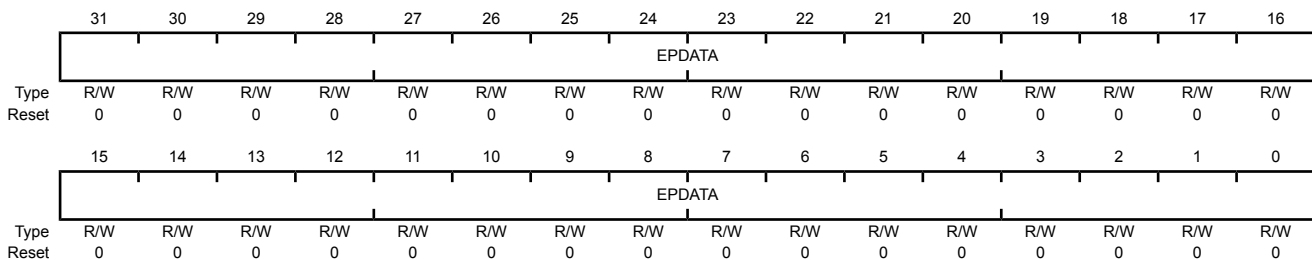 31 30 29 28 27 26 25 24 23 22 21 20 19 18 17 16
EPDATA
Type R/W R/W R/W R/W R/W R/W R/W R/W R/W R/W R/W R/W R/W R/W R/W R/W
Reset 0 0 0 0 0 0 0 0 0 0 0 0 0 0 0 0
15 14 13 12 11 10 9 8 7 6 5 4 3 2 1 0
EPDATA
Type R/W R/W R/W R/W R/W R/W R/W R/W R/W R/W R/W R/W R/W R/W R/W R/W
Reset 0 0 0 0 0 0 0 0 0 0 0 0 0 0 0 0